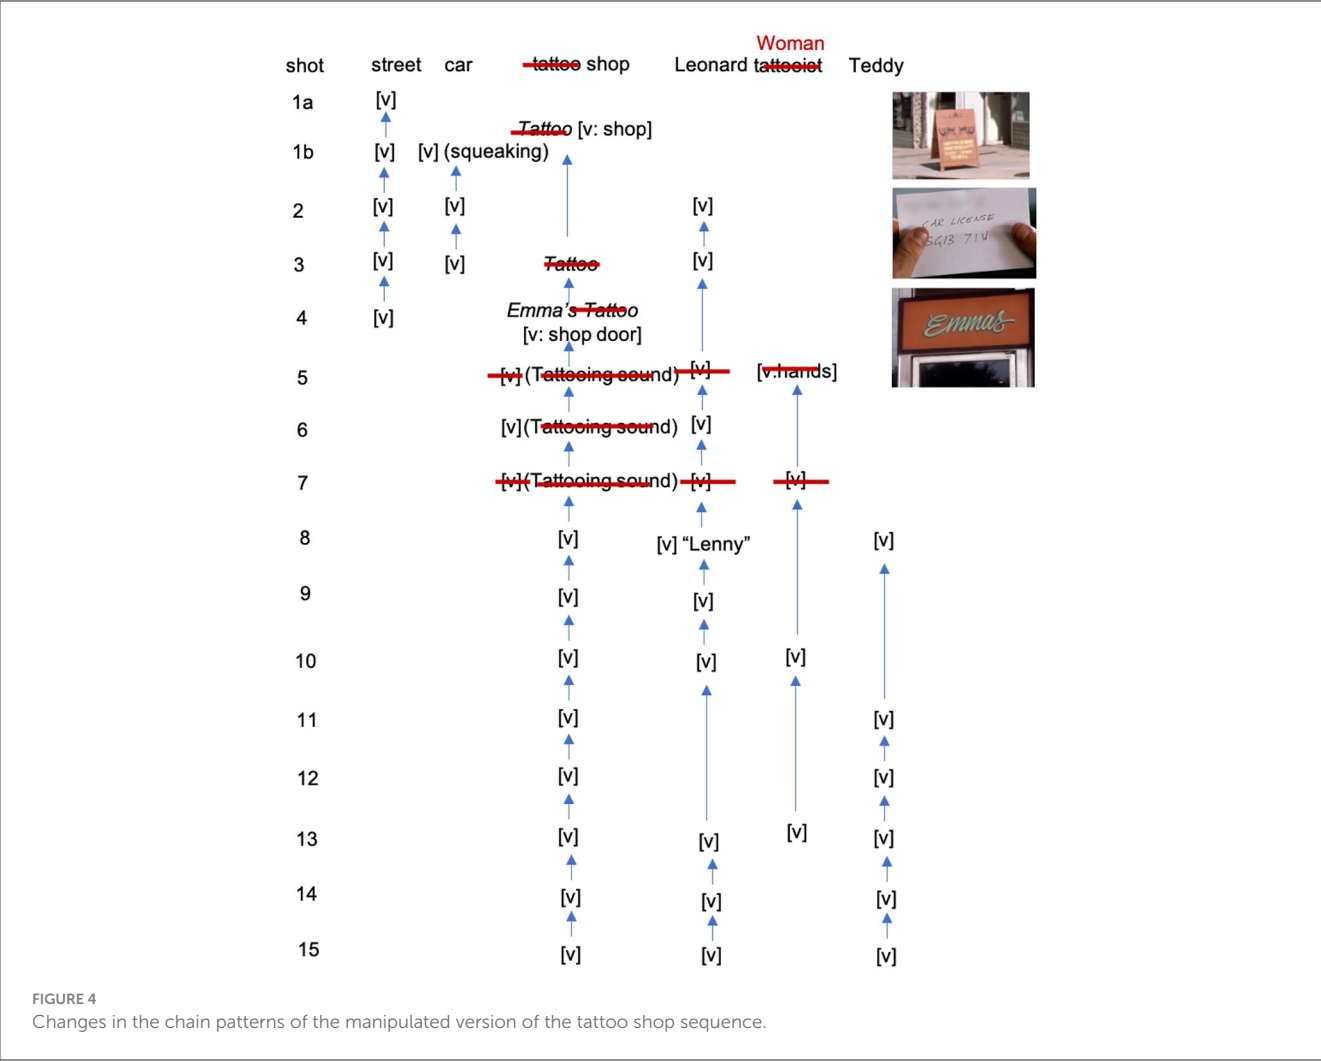 Woman
shot street car tattoo shop Leonard tattooist Teddy
1a [v]
Tattoo [v: shop]
1b [v] [v] (squeaking)
2 [v] [v] [v]
3 [v] [v] Tattoo [v]
Emma's Tattoo
4 [v]
[v: shop door]
5 [v] (Tattooing sound) [v] [v:hands]
6 [v] (Tattooing sound) [v]
7 [v] (Tattooing sound) [v] [v]
8 [v] [v] “Lenny” [v]
9 [v] [v]
10 [v] [v] [v]
11 [v] [v]
12 [v] [v]
13 [v] [v] [v] [v]
14 [v] [v] [v]
15 [v] [v] [v]
CAR LICENSE
SG13 71U
Emmas
FIGURE 4
Changes in the chain patterns of the manipulated version of the tattoo shop sequence.